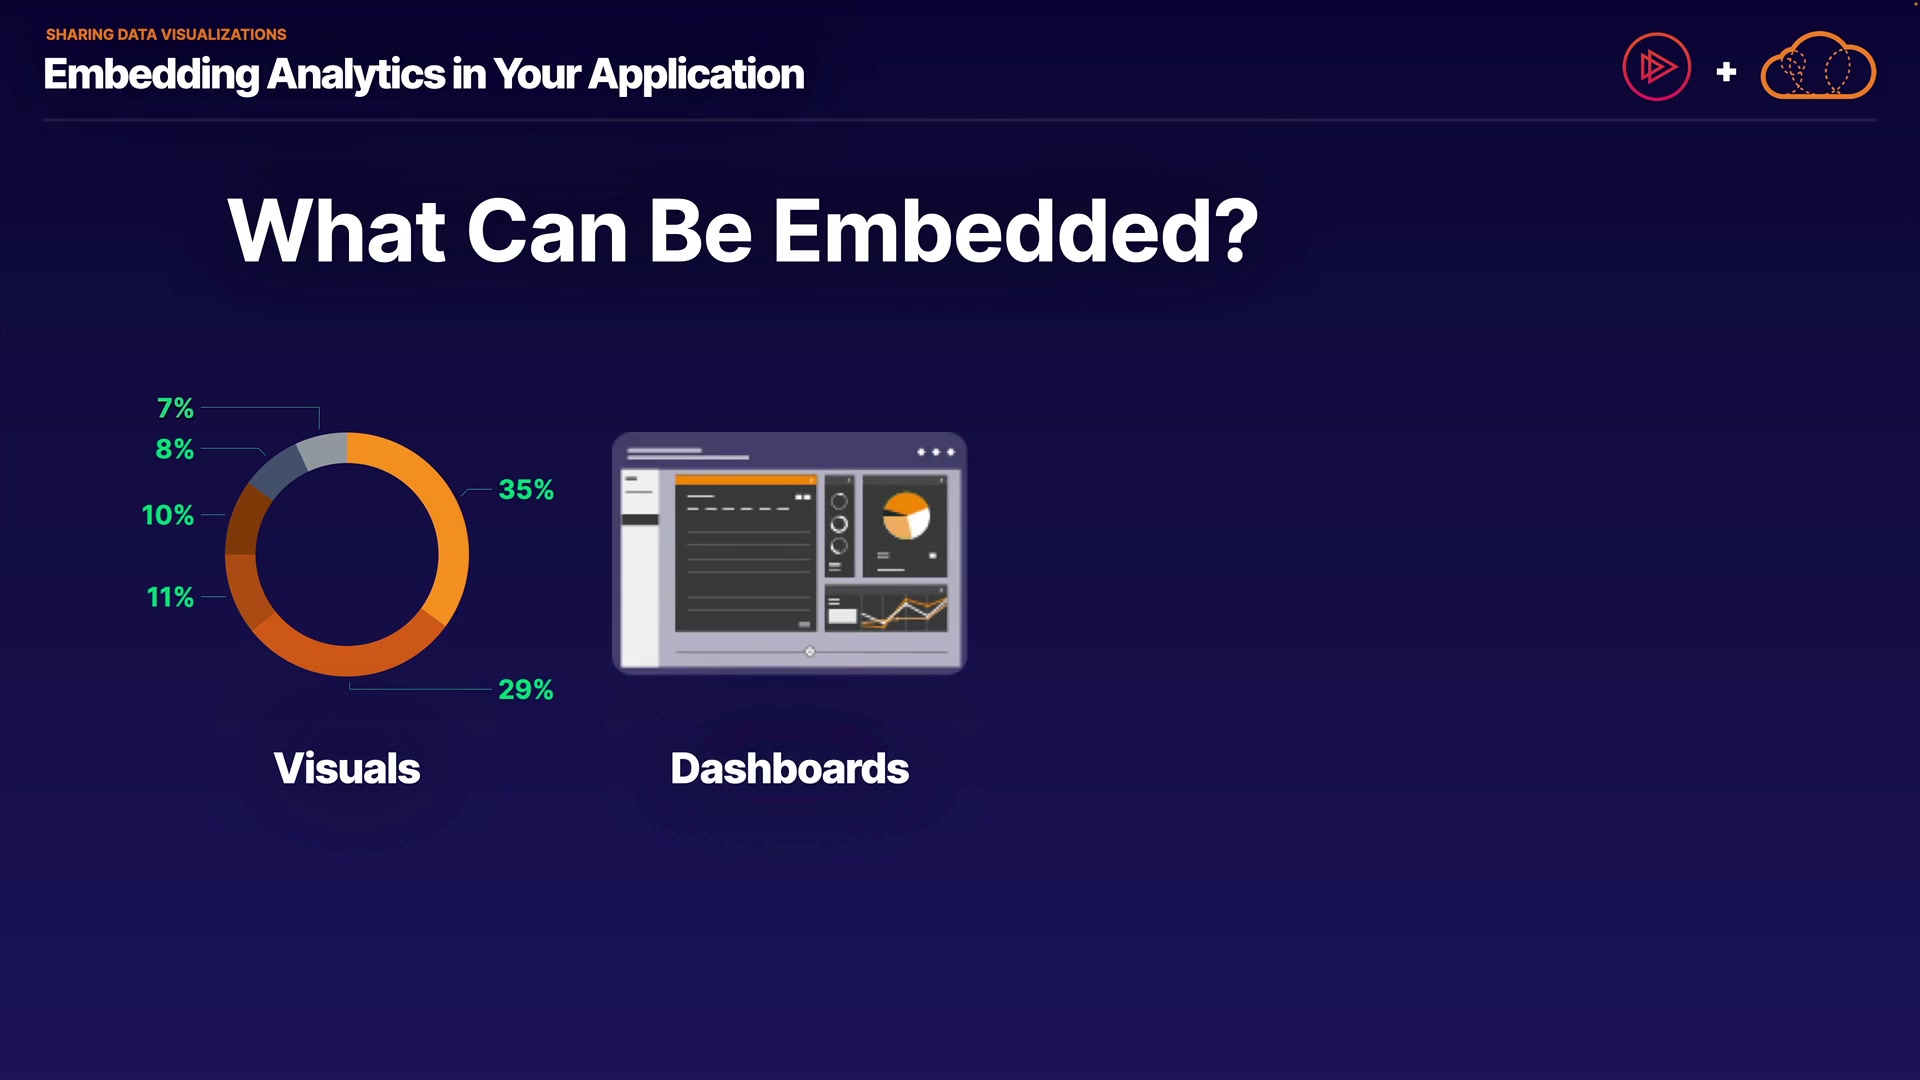 SHARING DATA VISUALIZATIONS
Embedding Analytics in Your Application
What Can Be Embedded?
7%
8%
35%
10%
11%
29%
Visuals
Dashboards